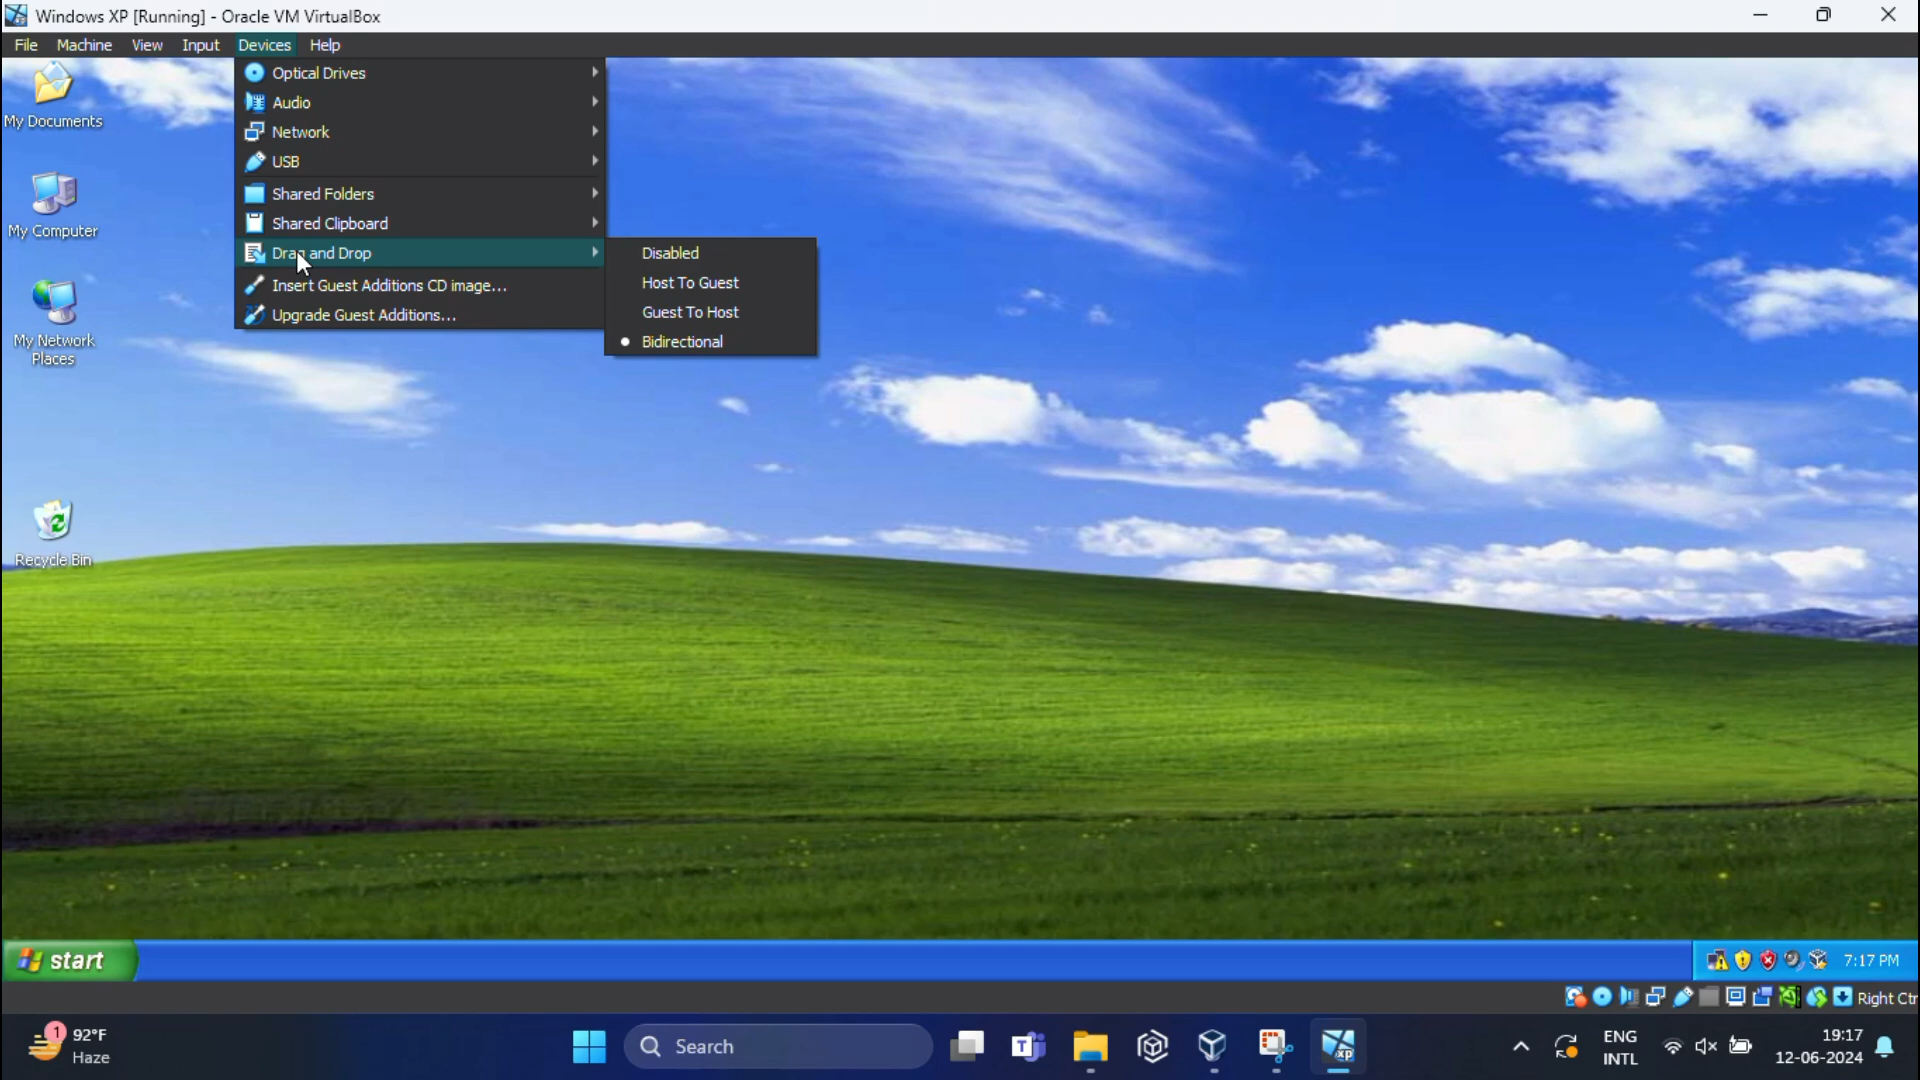 Windows XP [Running] - Oracle VM VirtualBox
File Machine View Input Devices Help
Optical Drives
Audio
Network
USB
Shared Folders
Shared Clipboard
Drag and Drop
Insert Guest Additions CD image...
Upgrade Guest Additions...
Disabled
Host To Guest
Guest To Host
Bidirectional
My Documents
My Computer
My Network
Places
Recycle Bin
start
7:17 PM
Right Ctr
1
92°F
Haze
Search
T
xp
ENG
INTL
19:17
12-06-2024